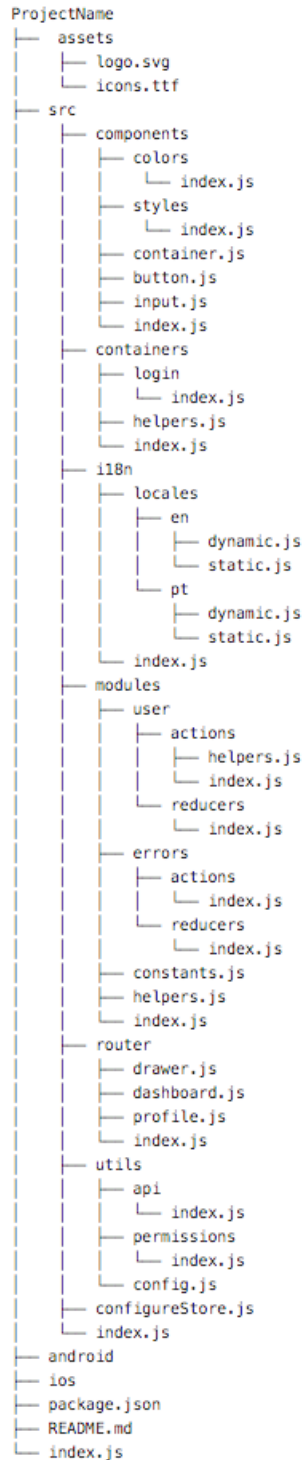 ProjectName
├── assets
│   ├── logo.svg
│   └── icons.ttf
├── src
│   ├── components
│   │   ├── colors
│   │   │   └── index.js
│   │   ├── styles
│   │   │   └── index.js
│   │   ├── container.js
│   │   ├── button.js
│   │   ├── input.js
│   │   └── index.js
│   ├── containers
│   │   ├── login
│   │   │   └── index.js
│   │   ├── helpers.js
│   │   └── index.js
│   ├── i18n
│   │   ├── locales
│   │   │   ├── en
│   │   │   │   ├── dynamic.js
│   │   │   │   └── static.js
│   │   │   └── pt
│   │   │       ├── dynamic.js
│   │   │       └── static.js
│   │   └── index.js
│   ├── modules
│   │   ├── user
│   │   │   ├── actions
│   │   │   │   ├── helpers.js
│   │   │   │   └── index.js
│   │   │   └── reducers
│   │   │       └── index.js
│   │   ├── errors
│   │   │   ├── actions
│   │   │   │   └── index.js
│   │   │   └── reducers
│   │   │       └── index.js
│   │   ├── constants.js
│   │   ├── helpers.js
│   │   └── index.js
│   ├── router
│   │   ├── drawer.js
│   │   ├── dashboard.js
│   │   ├── profile.js
│   │   └── index.js
│   ├── utils
│   │   ├── api
│   │   │   └── index.js
│   │   ├── permissions
│   │   │   └── index.js
│   │   └── config.js
│   ├── configureStore.js
│   └── index.js
├── android
├── ios
├── package.json
├── README.md
└── index.js